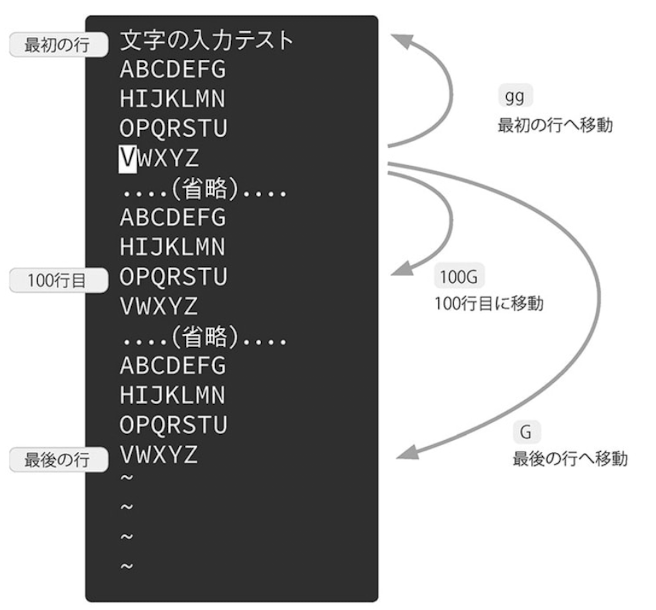 最初の行
文字の入力テスト
ABCDEFG
HIJKLMN
OPQRSTU
VWXYZ
....(省略)....
ABCDEFG
HIJKLMN
100行目
OPQRSTU
VWXYZ
....(省略)....
ABCDEFG
HIJKLMN
OPQRSTU
最後の行
VWXYZ
~
~
~
~
gg
最初の行へ移動
100G
100行目に移動
G
最後の行へ移動